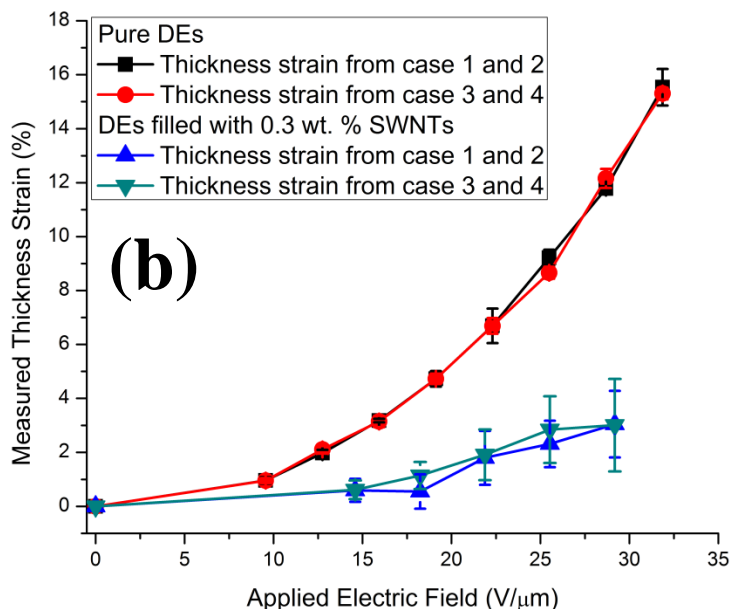 Pure DEs
Thickness strain from case 1 and 2
Thickness strain from case 3 and 4
DEs filled with 0.3 wt. % SWNTs
Thickness strain from case 1 and 2
Thickness strain from case 3 and 4
(b)
Measured Thickness Strain (%)
18
16
14
12
10
8
6
4
2
0
0 5 10 15 20 25 30 35
Applied Electric Field (V/μm)